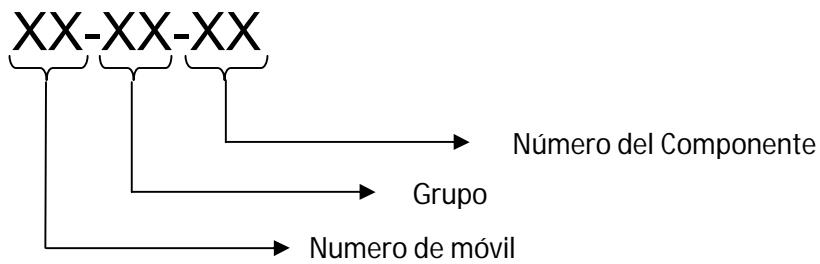 XX-XX-XX
Número del Componente
Grupo
Numero de móvil